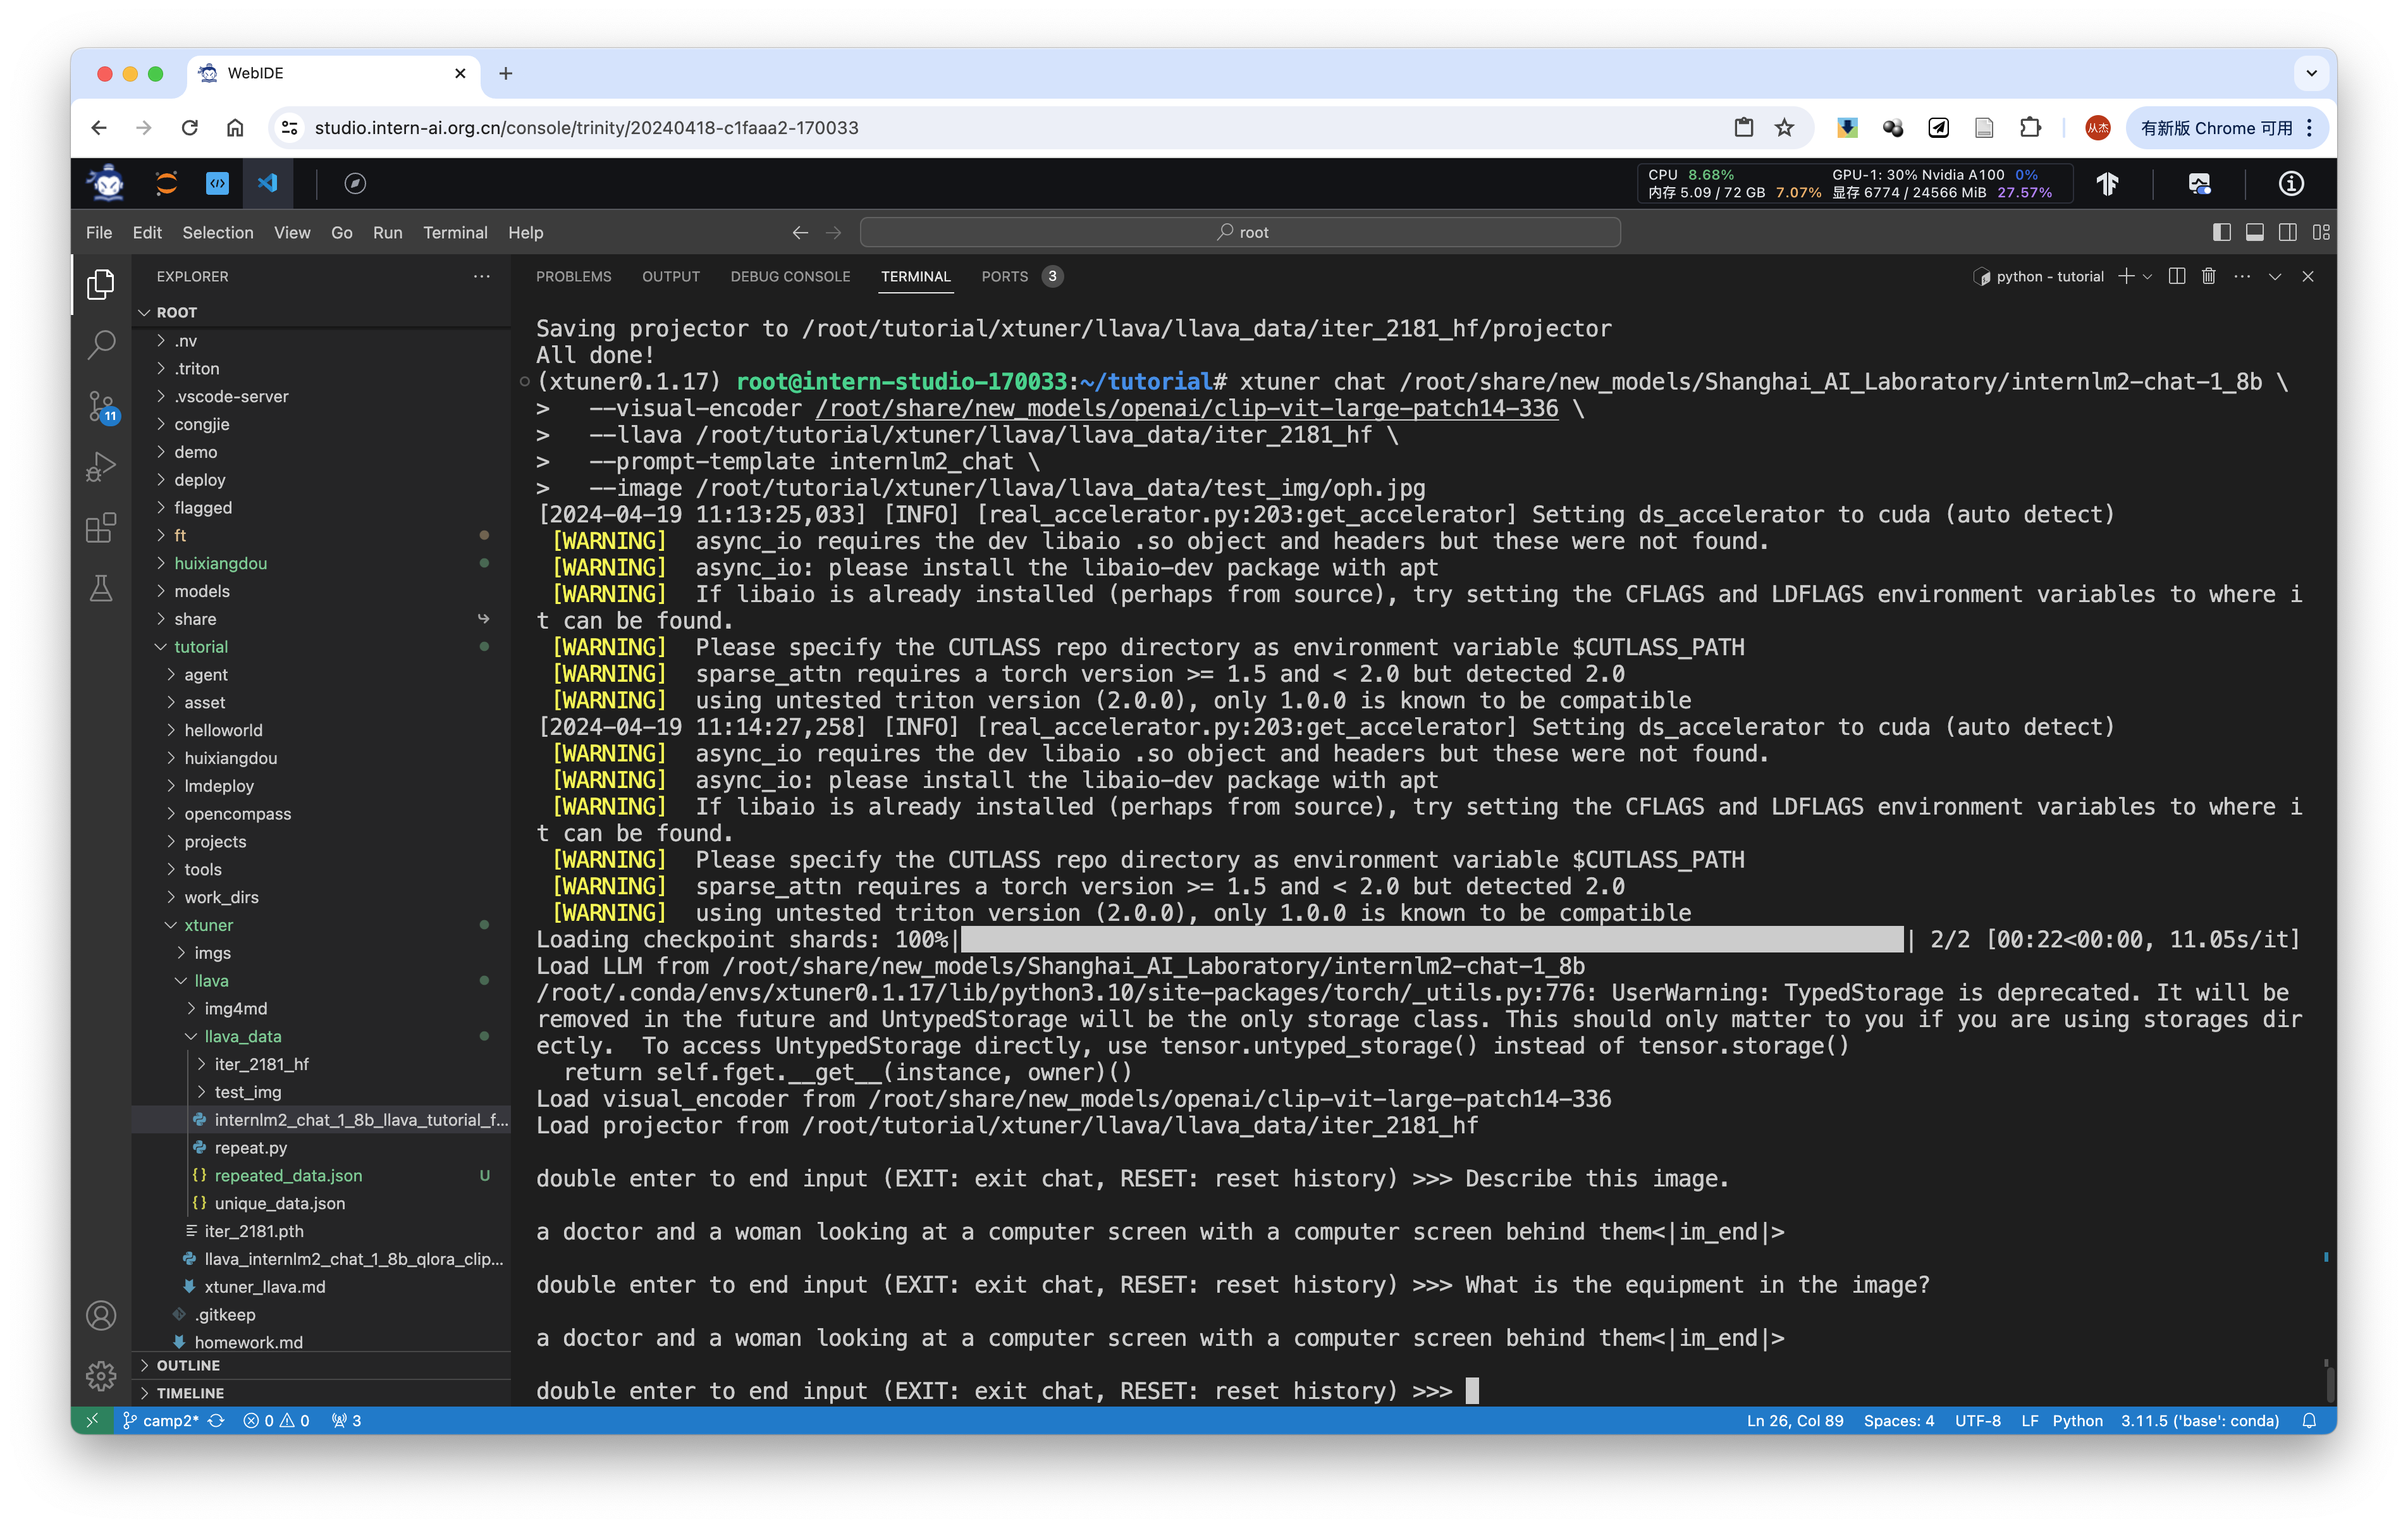 WebIDE
studio.intern-ai.org.cn/console/trinity/20240418-c1faaa2-170033
从杰
有新版 Chrome 可用
CPU 8.68% GPU-1: 30% Nvidia A100 0%
内存 5.09 / 72 GB 7.07% 显存 6774 / 24566 MiB 27.57%
File Edit Selection View Go Run Terminal Help
root
EXPLORER
PROBLEMS OUTPUT DEBUG CONSOLE TERMINAL PORTS 3
python - tutorial
ROOT
.nv
.triton
.vscode-server
congjie
demo
deploy
flagged
ft
huixiangdou
models
share
tutorial
agent
asset
helloworld
huixiangdou
lmdeploy
opencompass
projects
tools
work_dirs
xtuner
imgs
llava
img4md
llava_data
iter_2181_hf
test_img
internlm2_chat_1_8b_llava_tutorial_f...
repeat.py
{} repeated_data.json U
{} unique_data.json
iter_2181.pth
llava_internlm2_chat_1_8b_qlora_clip...
xtuner_llava.md
.gitkeep
homework.md
OUTLINE
TIMELINE
11
Saving projector to /root/tutorial/xtuner/llava/llava_data/iter_2181_hf/projector
All done!
(xtuner0.1.17) root@intern-studio-170033:~/tutorial# xtuner chat /root/share/new_models/Shanghai_AI_Laboratory/internlm2-chat-1_8b \
>   --visual-encoder /root/share/new_models/openai/clip-vit-large-patch14-336 \
>   --llava /root/tutorial/xtuner/llava/llava_data/iter_2181_hf \
>   --prompt-template internlm2_chat \
>   --image /root/tutorial/xtuner/llava/llava_data/test_img/oph.jpg
[2024-04-19 11:13:25,033] [INFO] [real_accelerator.py:203:get_accelerator] Setting ds_accelerator to cuda (auto detect)
[WARNING]  async_io requires the dev libaio .so object and headers but these were not found.
[WARNING]  async_io: please install the libaio-dev package with apt
[WARNING]  If libaio is already installed (perhaps from source), try setting the CFLAGS and LDFLAGS environment variables to where i
t can be found.
[WARNING]  Please specify the CUTLASS repo directory as environment variable $CUTLASS_PATH
[WARNING]  sparse_attn requires a torch version >= 1.5 and < 2.0 but detected 2.0
[WARNING]  using untested triton version (2.0.0), only 1.0.0 is known to be compatible
[2024-04-19 11:14:27,258] [INFO] [real_accelerator.py:203:get_accelerator] Setting ds_accelerator to cuda (auto detect)
[WARNING]  async_io requires the dev libaio .so object and headers but these were not found.
[WARNING]  async_io: please install the libaio-dev package with apt
[WARNING]  If libaio is already installed (perhaps from source), try setting the CFLAGS and LDFLAGS environment variables to where i
t can be found.
[WARNING]  Please specify the CUTLASS repo directory as environment variable $CUTLASS_PATH
[WARNING]  sparse_attn requires a torch version >= 1.5 and < 2.0 but detected 2.0
[WARNING]  using untested triton version (2.0.0), only 1.0.0 is known to be compatible
Loading checkpoint shards: 100%| | 2/2 [00:22<00:00, 11.05s/it]
Load LLM from /root/share/new_models/Shanghai_AI_Laboratory/internlm2-chat-1_8b
/root/.conda/envs/xtuner0.1.17/lib/python3.10/site-packages/torch/_utils.py:776: UserWarning: TypedStorage is deprecated. It will be
removed in the future and UntypedStorage will be the only storage class. This should only matter to you if you are using storages dir
ectly.  To access UntypedStorage directly, use tensor.untyped_storage() instead of tensor.storage()
  return self.fget.__get__(instance, owner)()
Load visual_encoder from /root/share/new_models/openai/clip-vit-large-patch14-336
Load projector from /root/tutorial/xtuner/llava/llava_data/iter_2181_hf
double enter to end input (EXIT: exit chat, RESET: reset history) >>> Describe this image.
a doctor and a woman looking at a computer screen with a computer screen behind them<|im_end|>
double enter to end input (EXIT: exit chat, RESET: reset history) >>> What is the equipment in the image?
a doctor and a woman looking at a computer screen with a computer screen behind them<|im_end|>
double enter to end input (EXIT: exit chat, RESET: reset history) >>>
camp2* 0 0 3 Ln 26, Col 89 Spaces: 4 UTF-8 LF Python 3.11.5 ('base': conda)